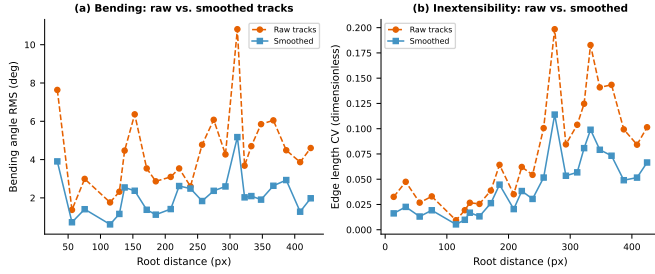 (a) Bending: raw vs. smoothed tracks
Bending angle RMS (deg)
10
8
6
4
2
Raw tracks
Smoothed
50
100
150
200
250
300
350
400
Root distance (px)
(b) Inextensibility: raw vs. smoothed
Edge length CV (dimensionless)
0.200
0.175
0.150
0.125
0.100
0.075
0.050
0.025
0.000
Raw tracks
Smoothed
0
100
200
300
400
Root distance (px)